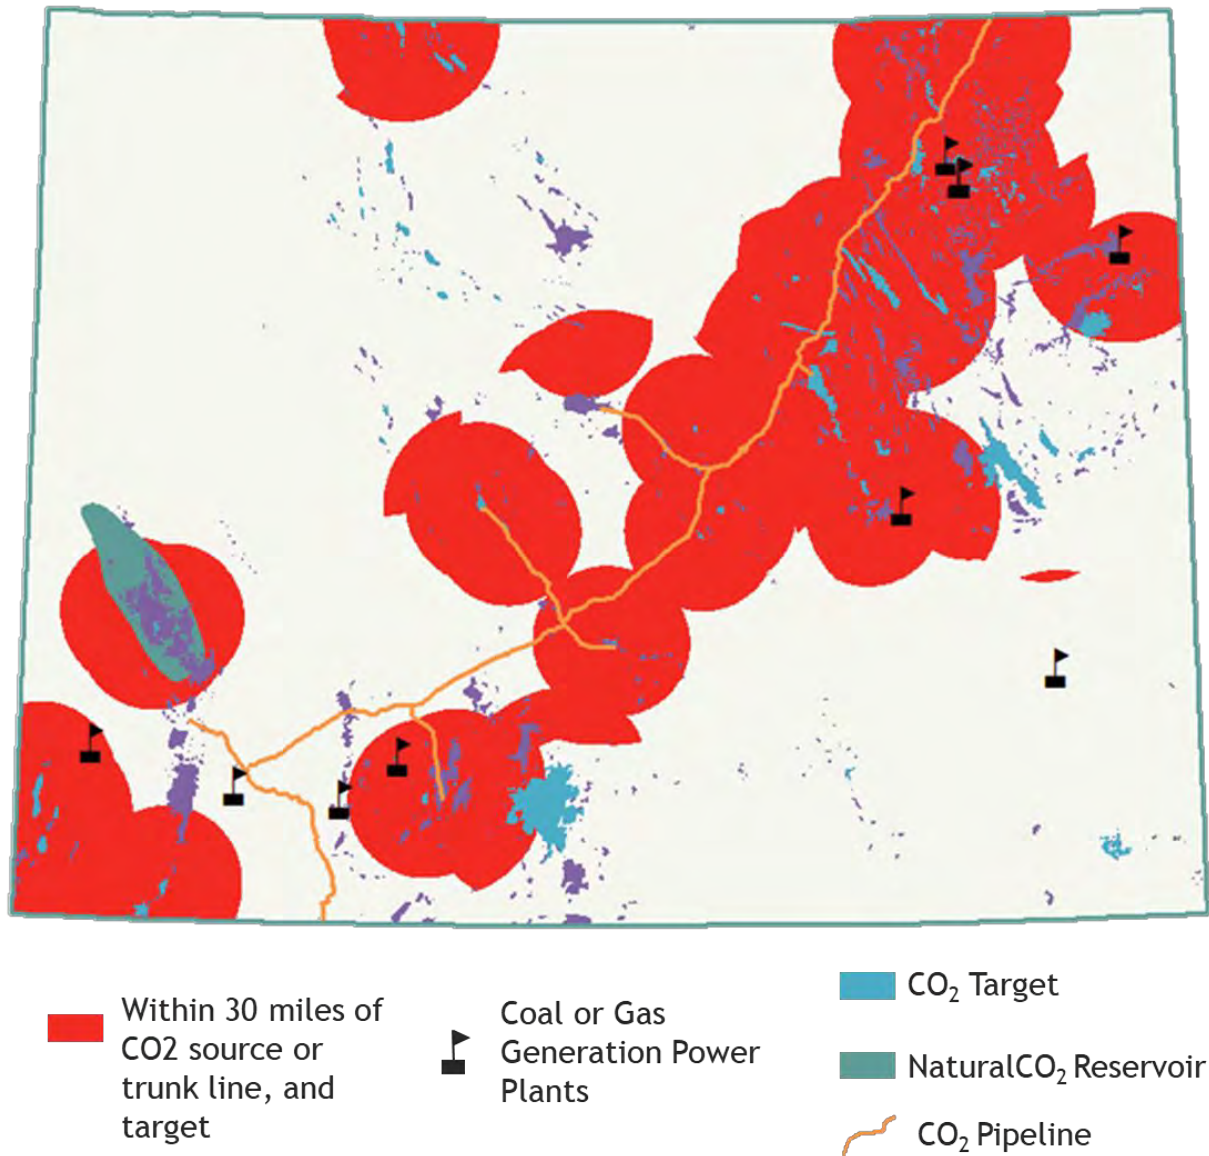 Within 30 miles of
CO2 source or
trunk line, and
target
Coal or Gas
Generation Power
Plants
CO₂ Target
NaturalCO₂ Reservoir
CO₂ Pipeline